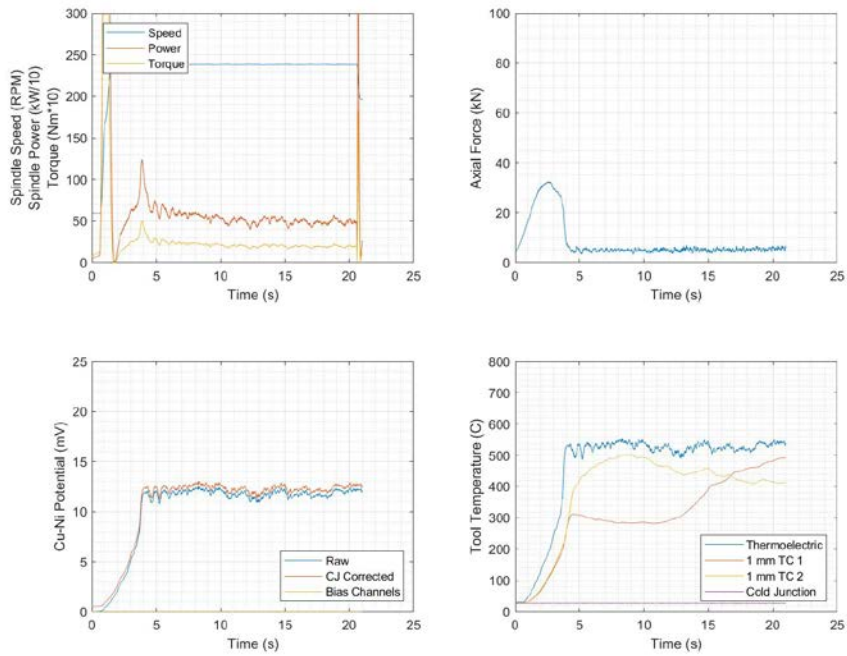 Spindle Speed (RPM)
Spindle Power (kW/10)
Torque (Nm*10)
300
250
200
150
100
50
0
Speed
Power
Torque
0 5 10 15 20 25
Time (s)
Axial Force (kN)
100
80
60
40
20
0
0 5 10 15 20 25
Time (s)
Cu-Ni Potential (mV)
25
20
15
10
5
0
Raw
CJ Corrected
Bias Channels
0 5 10 15 20 25
Time (s)
Tool Temperature (C)
800
700
600
500
400
300
200
100
0
Thermoelectric
1 mm TC 1
1 mm TC 2
Cold Junction
0 5 10 15 20 25
Time (s)